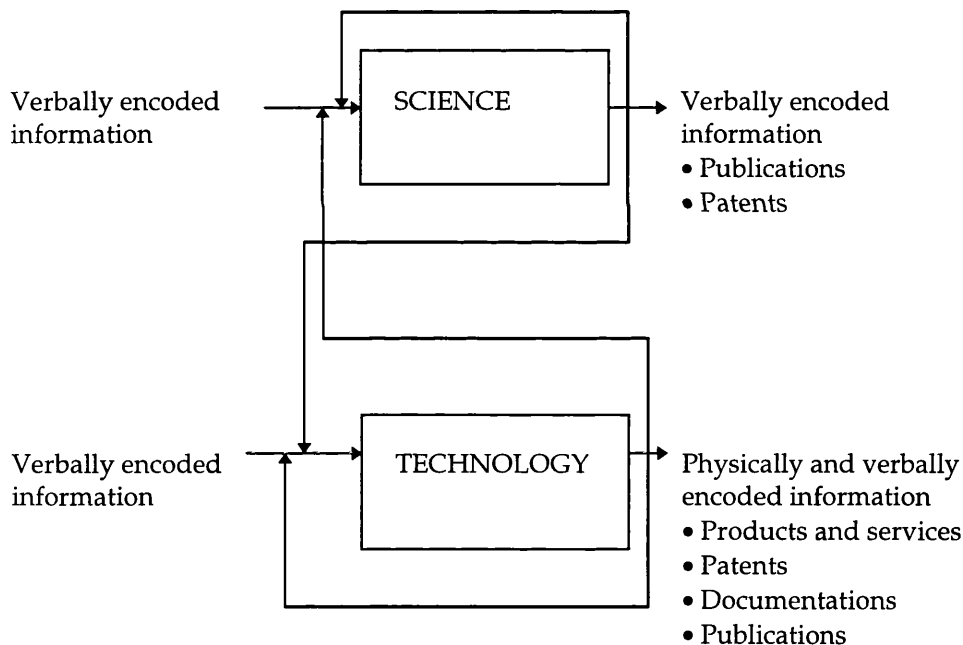 Verbally encoded
information
SCIENCE
Verbally encoded
information
• Publications
• Patents
Verbally encoded
information
TECHNOLOGY
Physically and verbally
encoded information
• Products and services
• Patents
• Documentations
• Publications